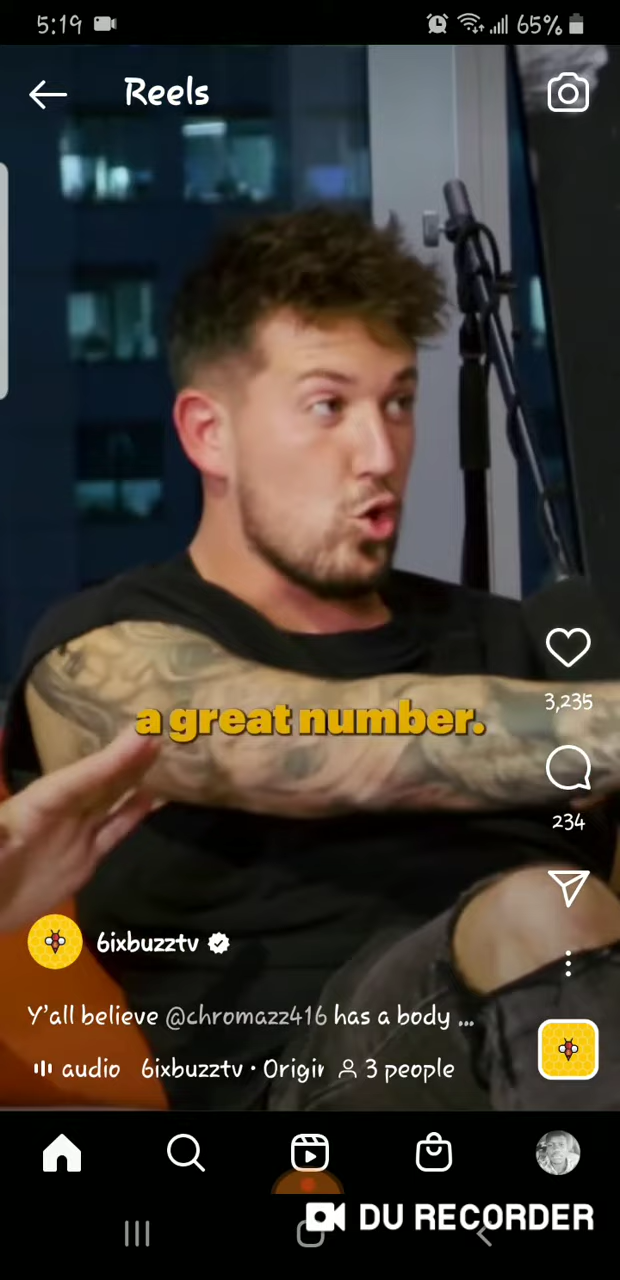 5:19 65%
Reels
a great number.
3,235
234
6ixbuzztv
Y'all believe @chromazz416 has a body ...
audio 6ixbuzztv • Origin 3 people
DU RECORDER